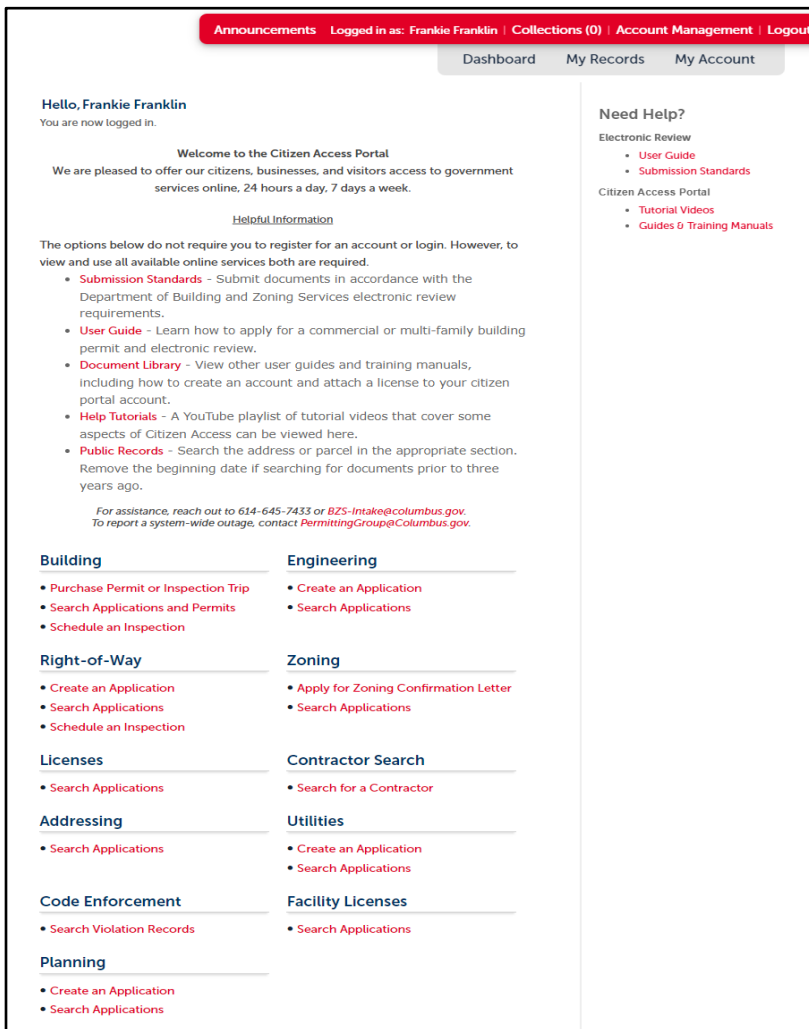 Announcements Logged in as: Frankie Franklin | Collections (0) | Account Management | Logout
Dashboard My Records My Account
Hello, Frankie Franklin
You are now logged in.
Welcome to the Citizen Access Portal
We are pleased to offer our citizens, businesses, and visitors access to government
services online, 24 hours a day, 7 days a week.
Helpful Information
The options below do not require you to register for an account or login. However, to
view and use all available online services both are required.
• Submission Standards - Submit documents in accordance with the
Department of Building and Zoning Services electronic review
requirements.
• User Guide - Learn how to apply for a commercial or multi-family building
permit and electronic review.
• Document Library - View other user guides and training manuals,
including how to create an account and attach a license to your citizen
portal account.
• Help Tutorials - A YouTube playlist of tutorial videos that cover some
aspects of Citizen Access can be viewed here.
• Public Records - Search the address or parcel in the appropriate section.
Remove the beginning date if searching for documents prior to three
years ago.
For assistance, reach out to 614-645-7433 or BZS-Intake@columbus.gov.
To report a system-wide outage, contact PermittingGroup@Columbus.gov.
Building
• Purchase Permit or Inspection Trip
• Search Applications and Permits
• Schedule an Inspection
Engineering
• Create an Application
• Search Applications
Right-of-Way
• Create an Application
• Search Applications
• Schedule an Inspection
Zoning
• Apply for Zoning Confirmation Letter
• Search Applications
Licenses
• Search Applications
Contractor Search
• Search for a Contractor
Addressing
• Search Applications
Utilities
• Create an Application
• Search Applications
Code Enforcement
• Search Violation Records
Facility Licenses
• Search Applications
Planning
• Create an Application
• Search Applications
Need Help?
Electronic Review
• User Guide
• Submission Standards
Citizen Access Portal
• Tutorial Videos
• Guides & Training Manuals